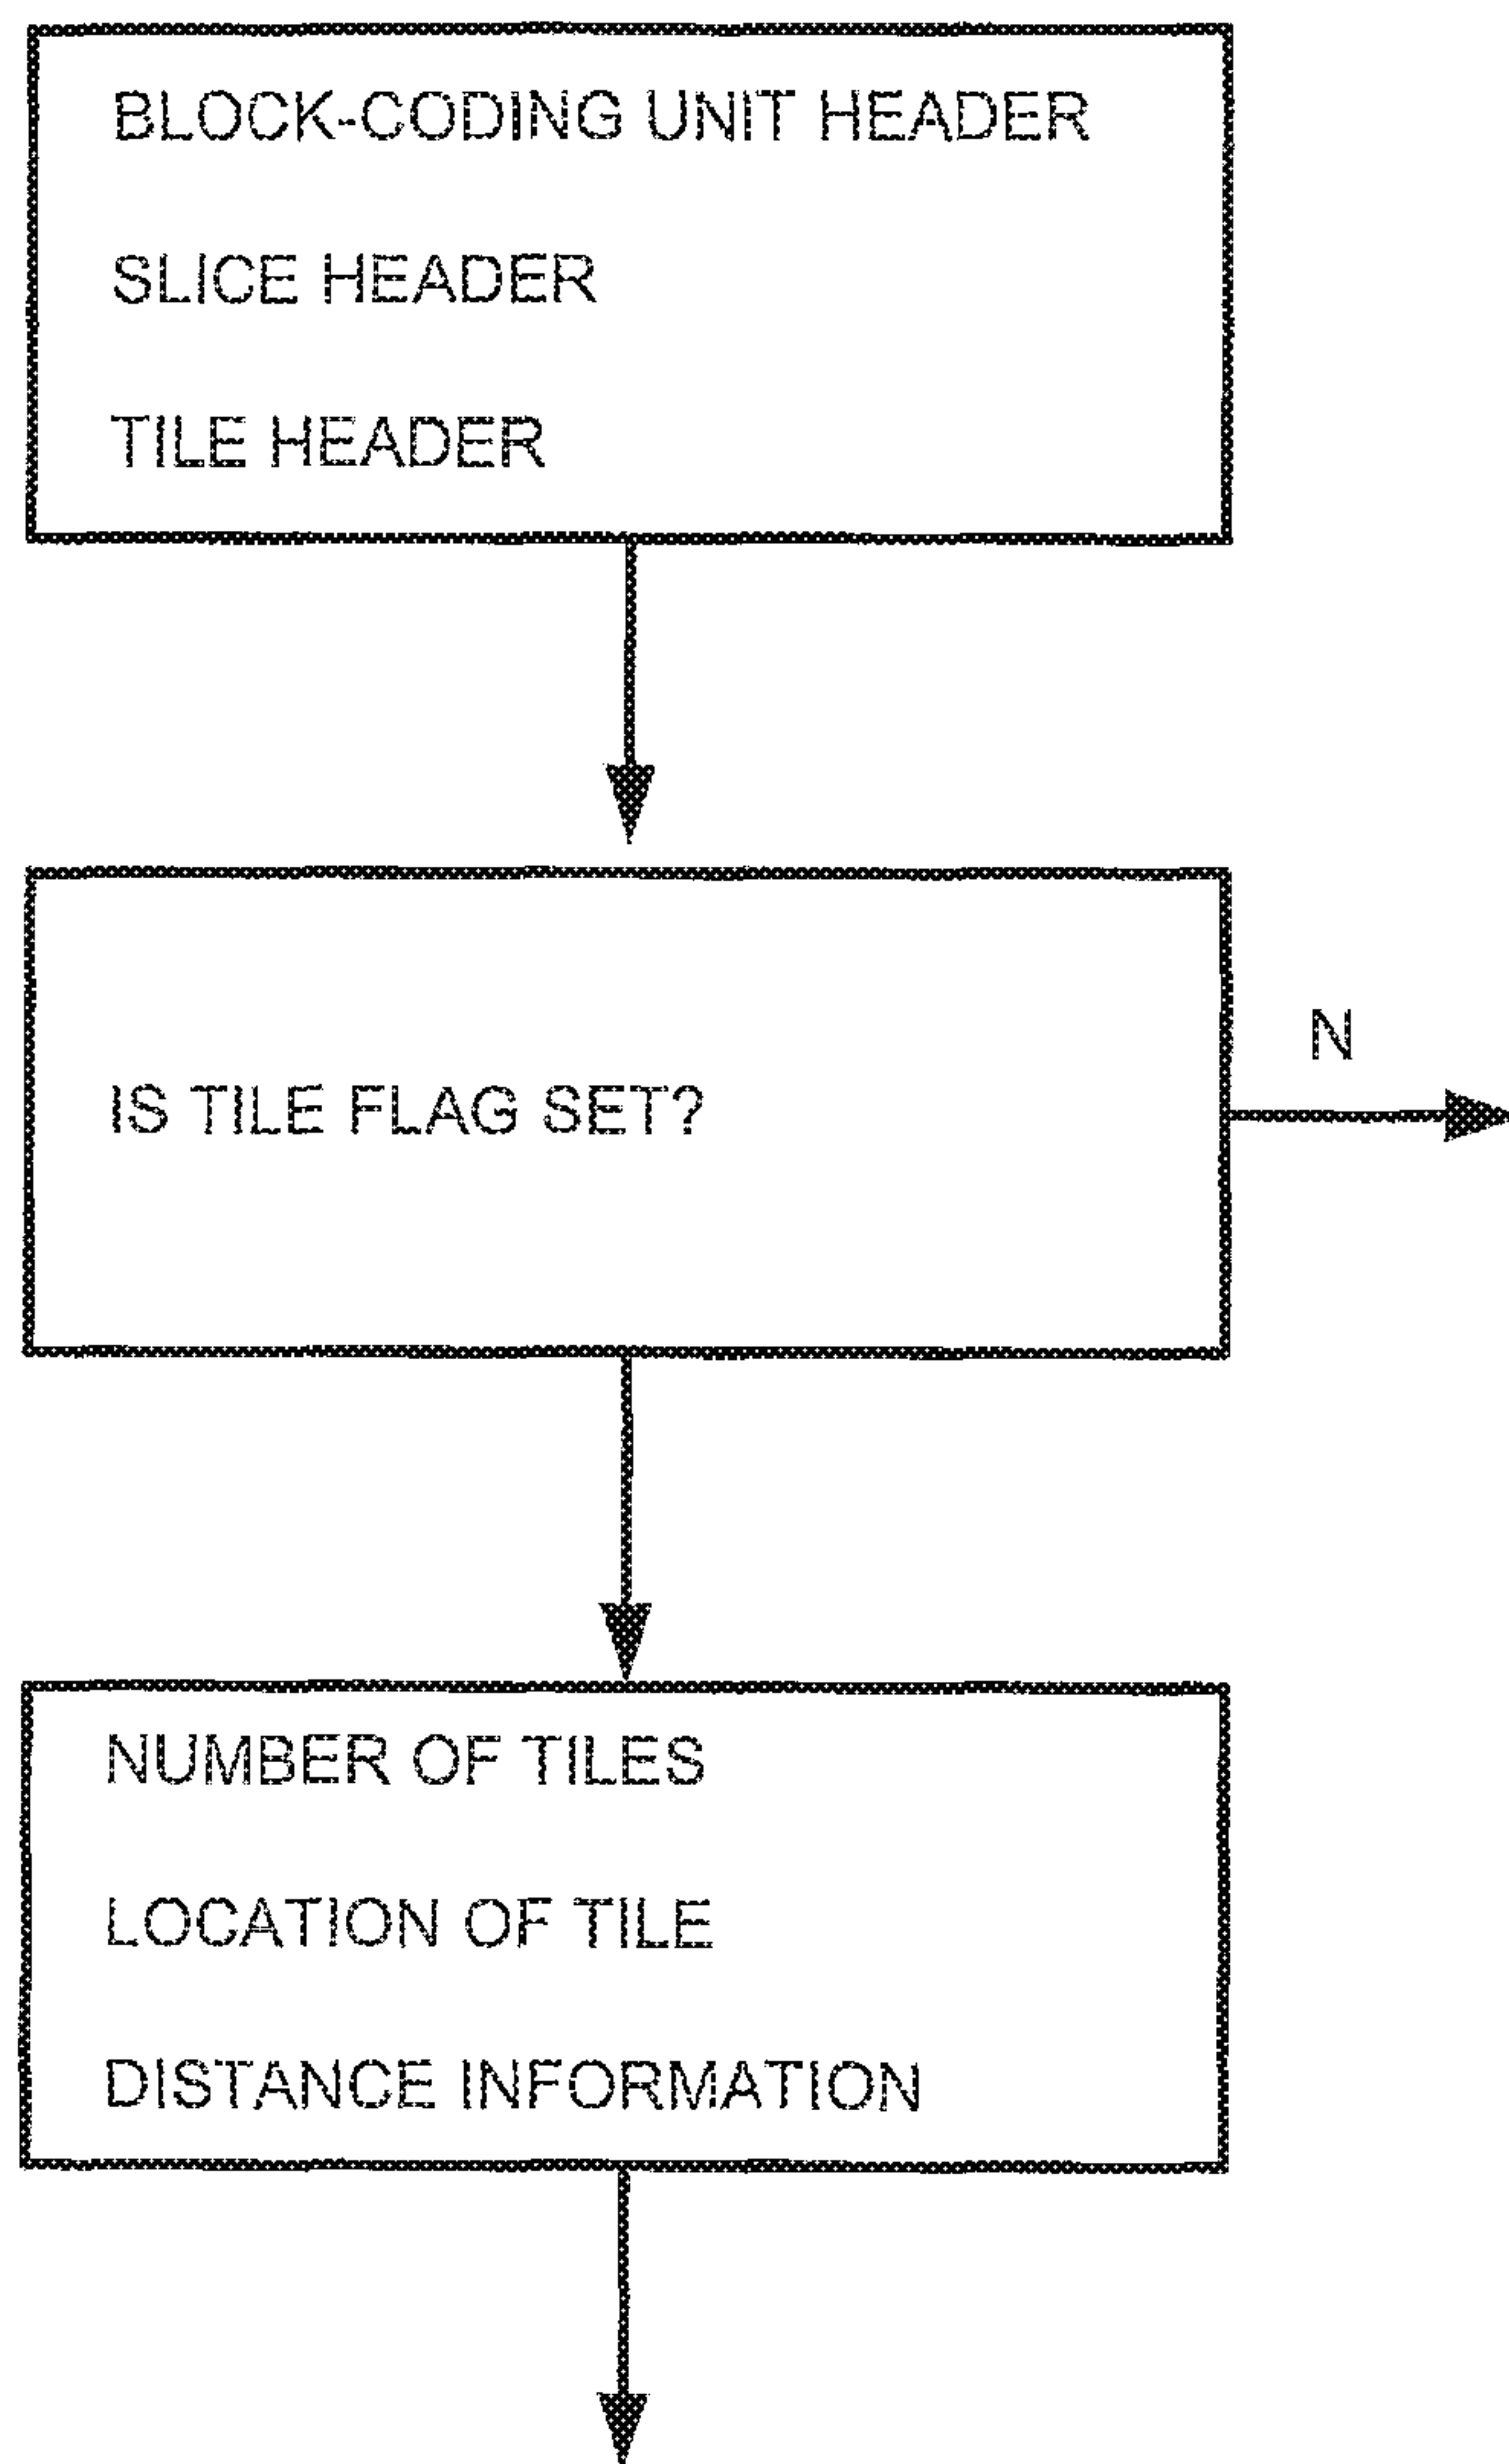 BLOCK-CODING UNIT HEADER
SLICE HEADER
TILE HEADER
N
IS TILE FLAG SET?
NUMBER OF TILES
LOCATION OF TILE
DISTANCE INFORMATION